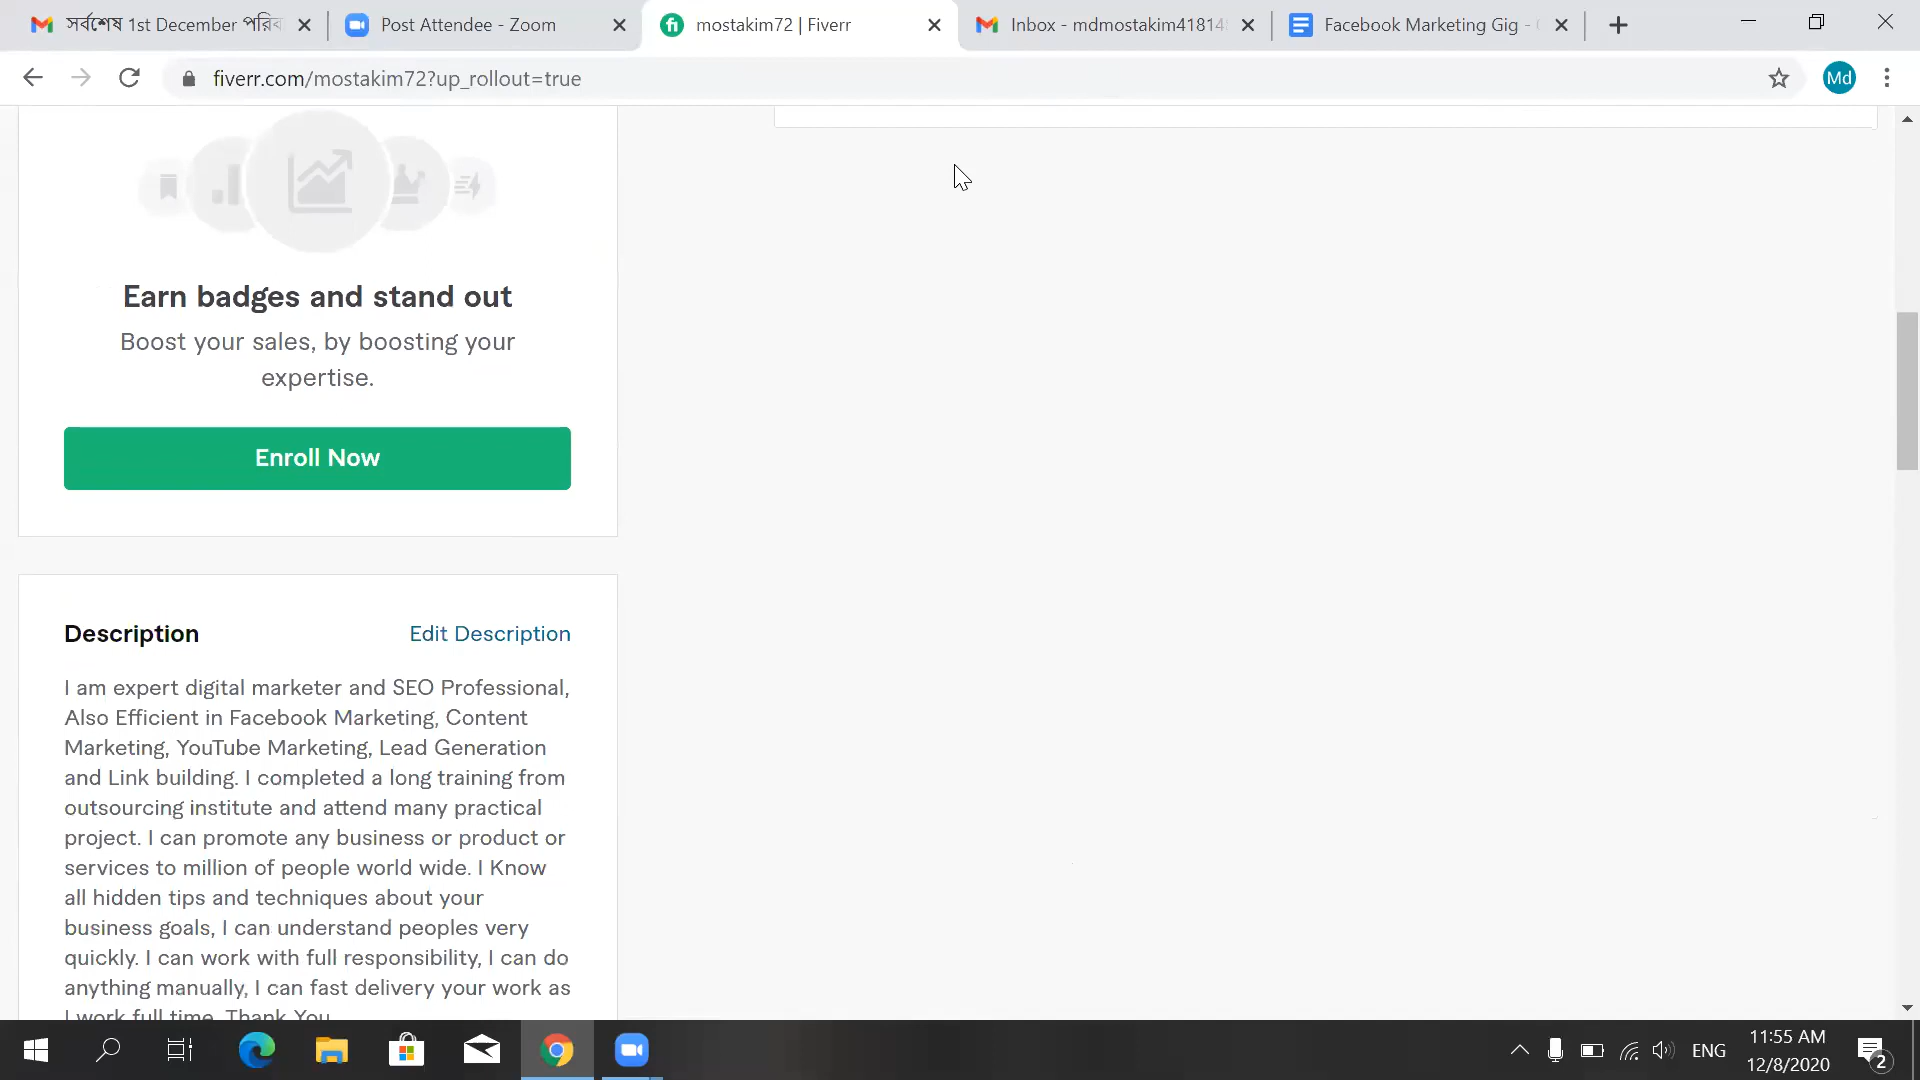 সর্বশেষ 1st December
Post Attendee - Zoom
mostakim72 | Fiverr
Inbox - mdmostakim41814
Facebook Marketing Gig -
fiverr.com/mostakim72?up_rollout=true
Md
Earn badges and stand out
Boost your sales, by boosting your
expertise.
Enroll Now
Description
Edit Description
I am expert digital marketer and SEO Professional,
Also Efficient in Facebook Marketing, Content
Marketing, YouTube Marketing, Lead Generation
and Link building. I completed a long training from
outsourcing institute and attend many practical
project. I can promote any business or product or
services to million of people world wide. I Know
all hidden tips and techniques about your
business goals, I can understand peoples very
quickly. I can work with full responsibility, I can do
anything manually, I can fast delivery your work as
I work full time. Thank You
ENG
11:55 AM
12/8/2020
2